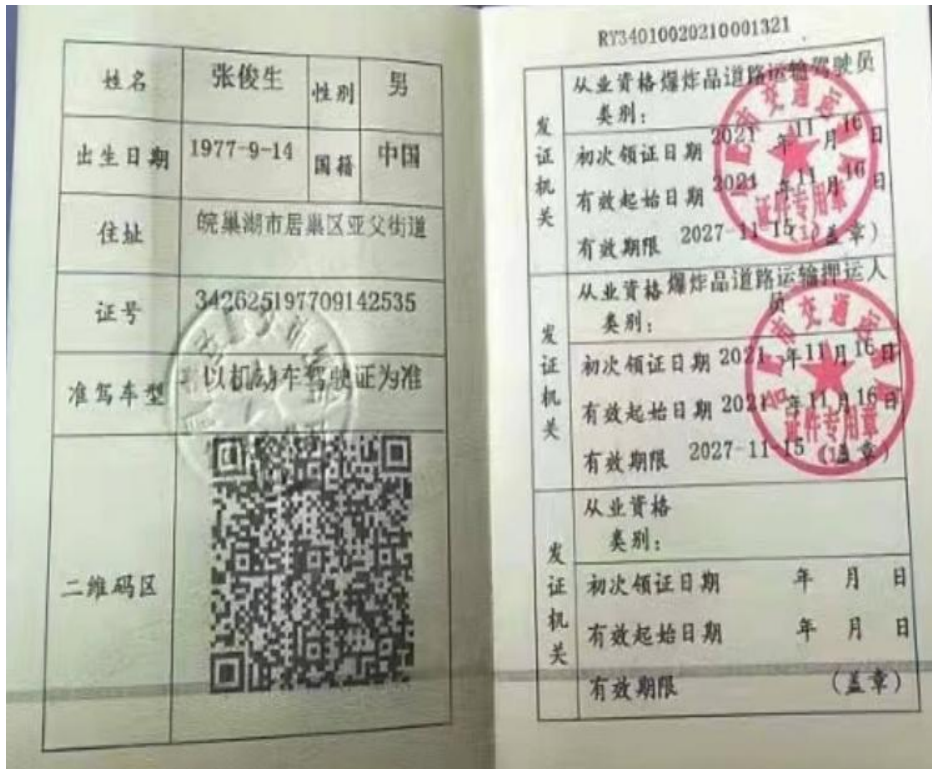 姓名 张俊生 性别 男
出生日期 1977-9-14 国籍 中国
住址 皖巢湖市居巢区亚父街道
证号 342625197709142535
准驾车型 以机动车驾驶证为准
二维码区
RY34010020210001321
发证机关
从业资格爆炸品道路运输驾驶员
类别:
初次领证日期 2021 年 11 月 16 日
有效起始日期 2021 年 11 月 16 日
有效期限 2027-11-15 (盖章)
证件专用章
发证机关
从业资格爆炸品道路运输押运人
员
类别:
初次领证日期 2021 年 11 月 16 日
有效起始日期 2021 年 11 月 16 日
有效期限 2027-11-15 (盖章)
证件专用章
发证机关
从业资格
类别:
初次领证日期 年 月 日
有效起始日期 年 月 日
有效期限 (盖章)